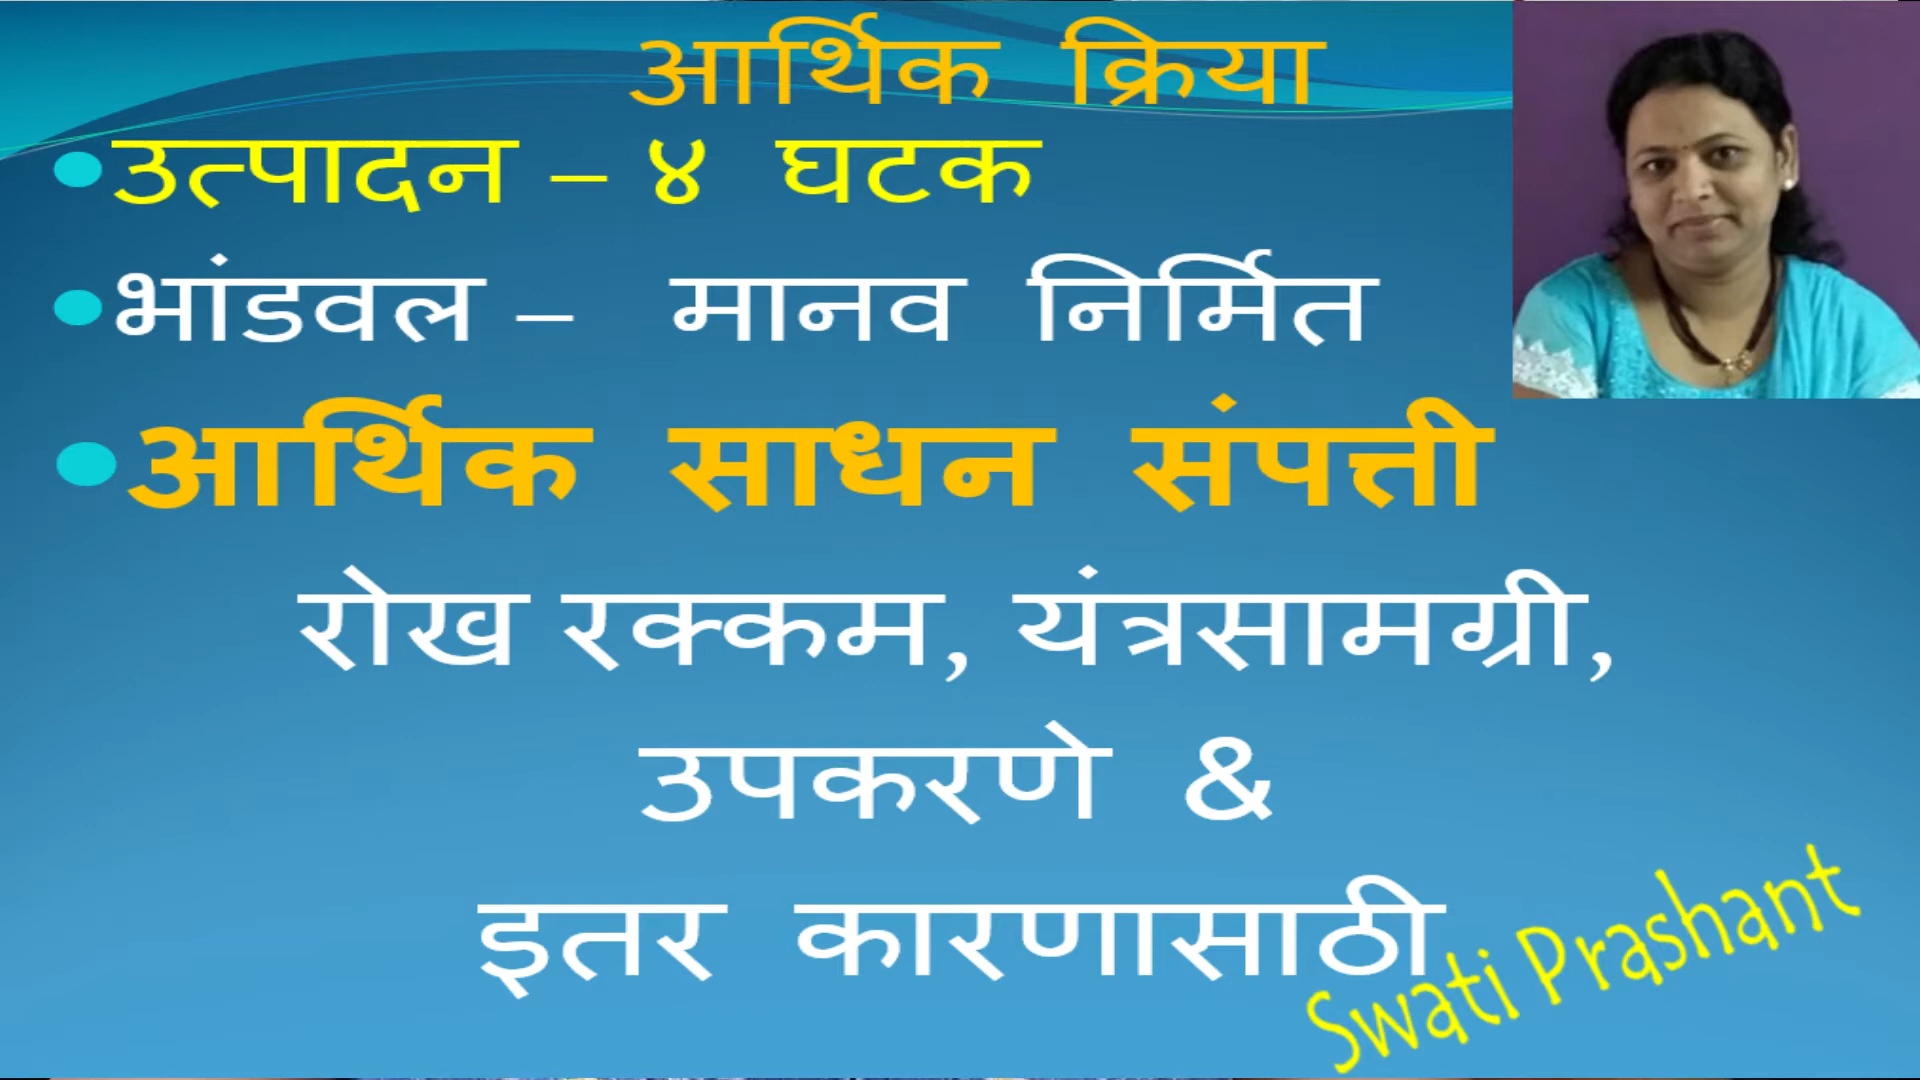 आर्थिक क्रिया
उत्पादन – ४ घटक
भांडवल – मानव निर्मित
आर्थिक साधन संपत्ती
रोख रक्कम, यंत्रसामग्री,
उपकरणे &
इतर कारणासाठी
Swati Prashant